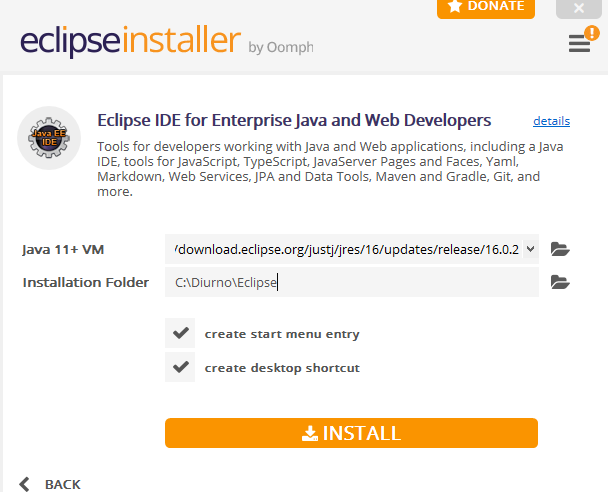 DONATE
eclipseinstaller by Oomph
!
Java EE
IDE
Eclipse IDE for Enterprise Java and Web Developers details
Tools for developers working with Java and Web applications, including a Java
IDE, tools for JavaScript, TypeScript, JavaServer Pages and Faces, Yaml,
Markdown, Web Services, JPA and Data Tools, Maven and Gradle, Git, and
more.
Java 11+ VM /download.eclipse.org/justj/jres/16/updates/release/16.0.2
Installation Folder C:\Diurno\Eclipse
create start menu entry
create desktop shortcut
INSTALL
BACK